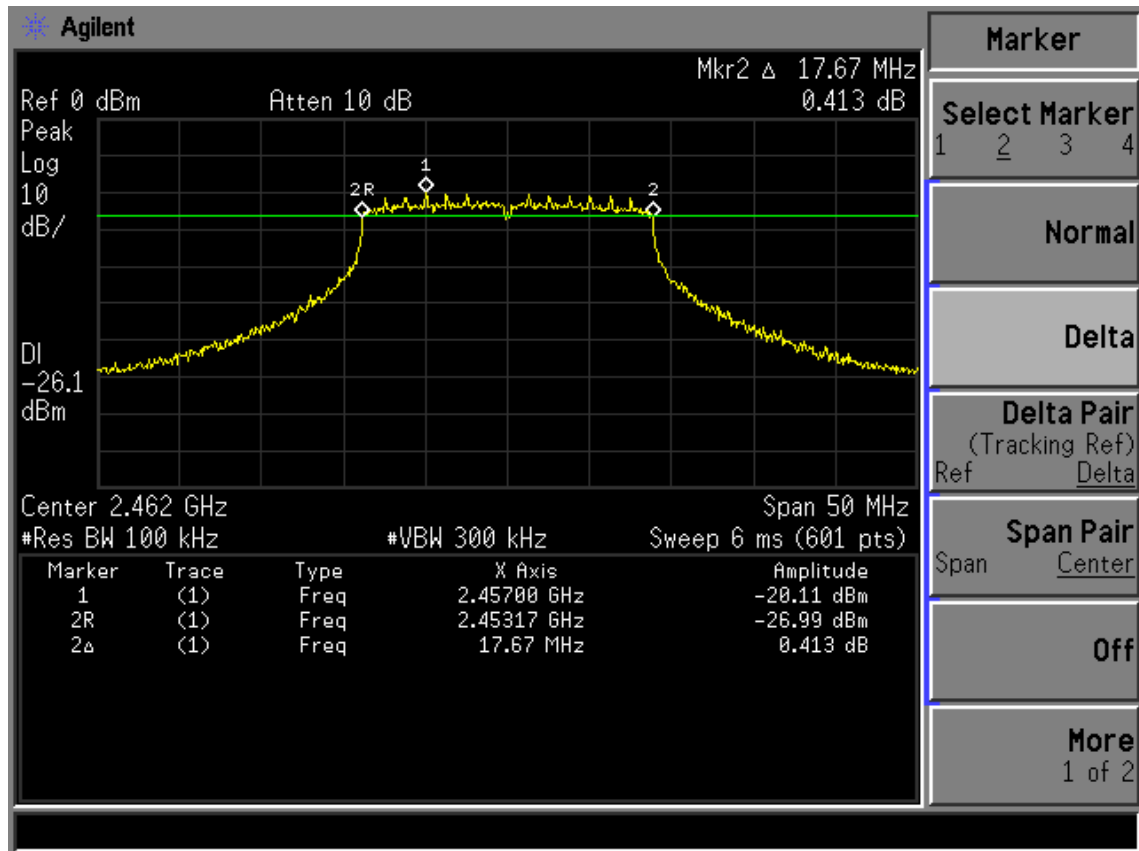 Agilent
Mkr2 Δ 17.67 MHz
Ref 0 dBm Atten 10 dB 0.413 dB
Peak
Log
10
dB/
1
2R
2
DI
-26.1
dBm
Center 2.462 GHz Span 50 MHz
#Res BW 100 kHz #VBW 300 kHz Sweep 6 ms (601 pts)
Marker Trace Type X Axis Amplitude
1 (1) Freq 2.45700 GHz -20.11 dBm
2R (1) Freq 2.45317 GHz -26.99 dBm
2Δ (1) Freq 17.67 MHz 0.413 dB
Marker
Select Marker
1 2 3 4
Normal
Delta
Delta Pair
(Tracking Ref)
Ref Delta
Span Pair
Span Center
Off
More
1 of 2